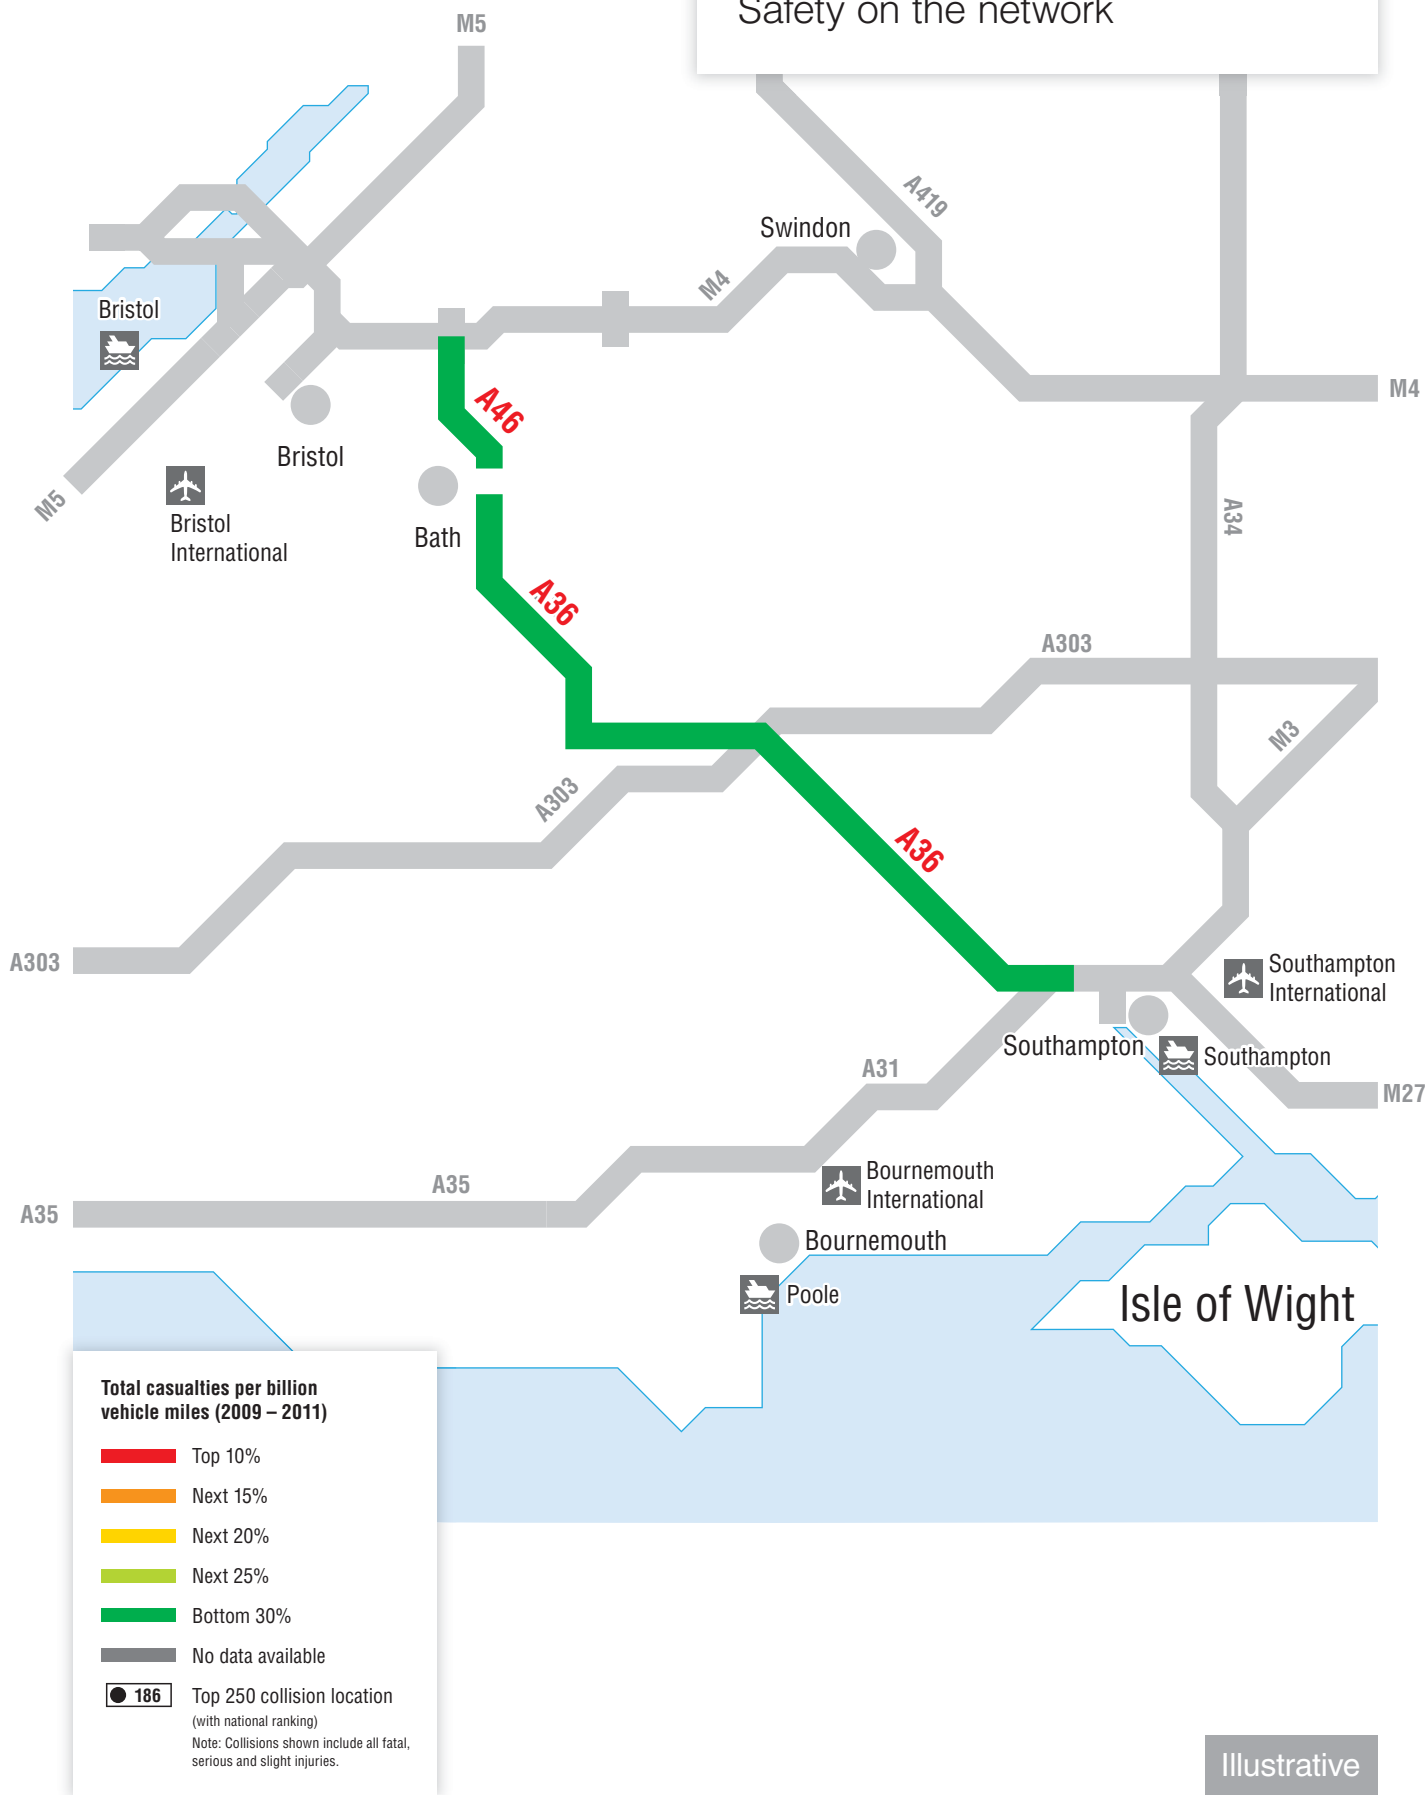 Safety on the network
M5
A419
Swindon
M4
Bristol
M4
A46
Bristol
M5
Bristol
International
Bath
A34
A36
A303
M3
A303
A36
A303
Southampton
International
Southampton
Southampton
A31
M27
Bournemouth
International
A35
A35
Bournemouth
Poole
Isle of Wight
Total casualties per billion
vehicle miles (2009 – 2011)
Top 10%
Next 15%
Next 20%
Next 25%
Bottom 30%
No data available
186 Top 250 collision location
(with national ranking)
Note: Collisions shown include all fatal,
serious and slight injuries.
Illustrative